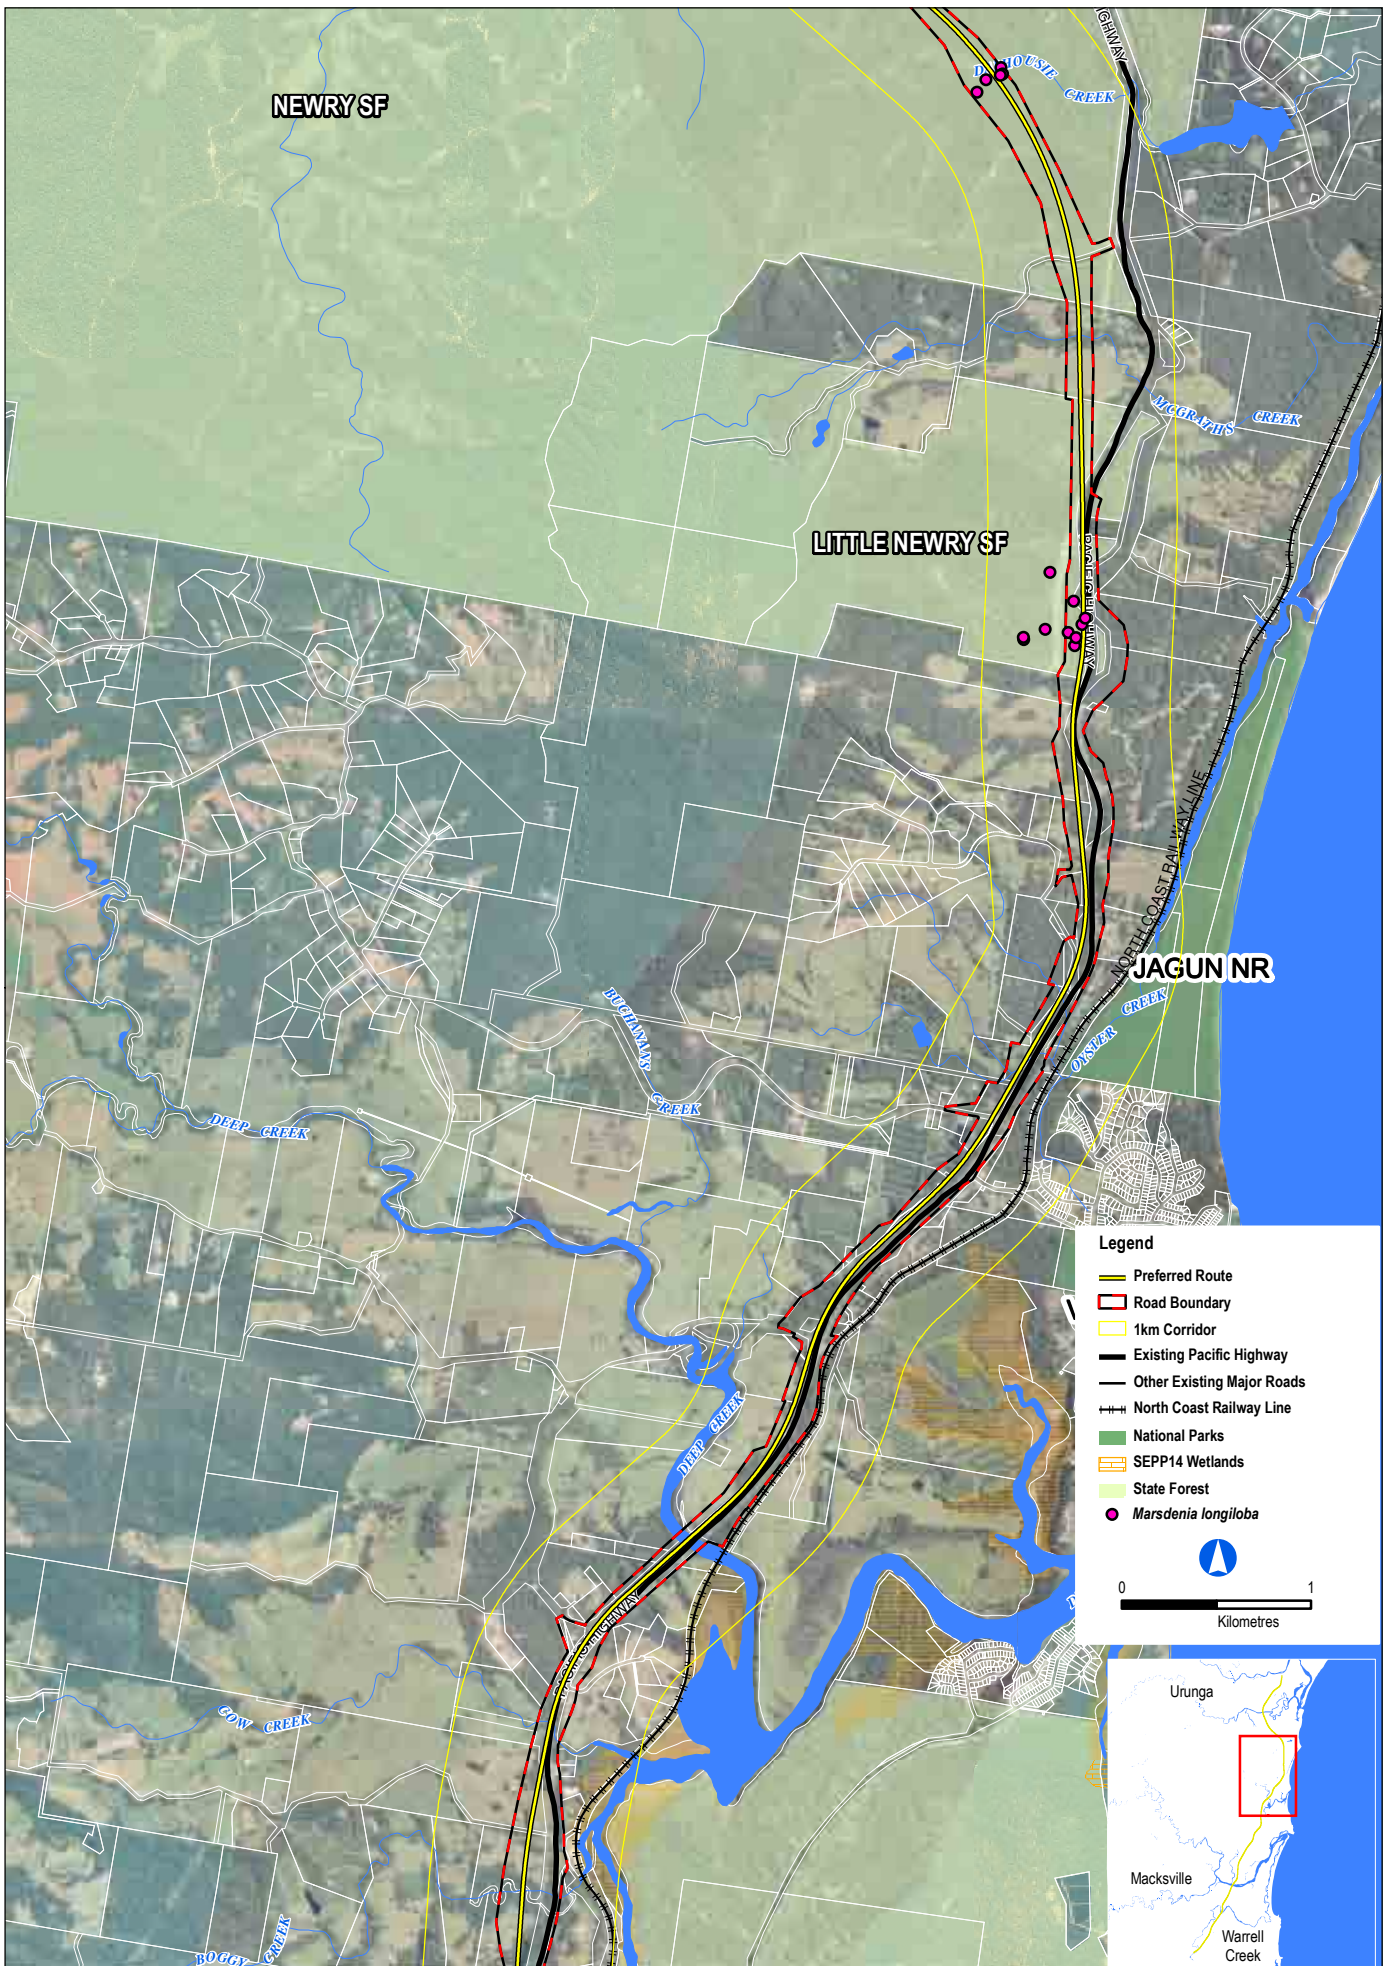 HIGHWAY
HOUSIE
CREEK
NEWRY SF
MCGRATHS CREEK
LITTLE NEWRY SF
NORTH COAST RAILWAY LINE
JAGUN NR
OYSTER CREEK
BUCHANANS
CREEK
DEEP CREEK
DEEP CREEK
HIGHWAY
COW CREEK
BOGGY CREEK
Legend
Preferred Route
Road Boundary
1km Corridor
Existing Pacific Highway
Other Existing Major Roads
North Coast Railway Line
National Parks
SEPP14 Wetlands
State Forest
Marsdenia longiloba
0 1
Kilometres
Urunga
Macksville
Warrell
Creek